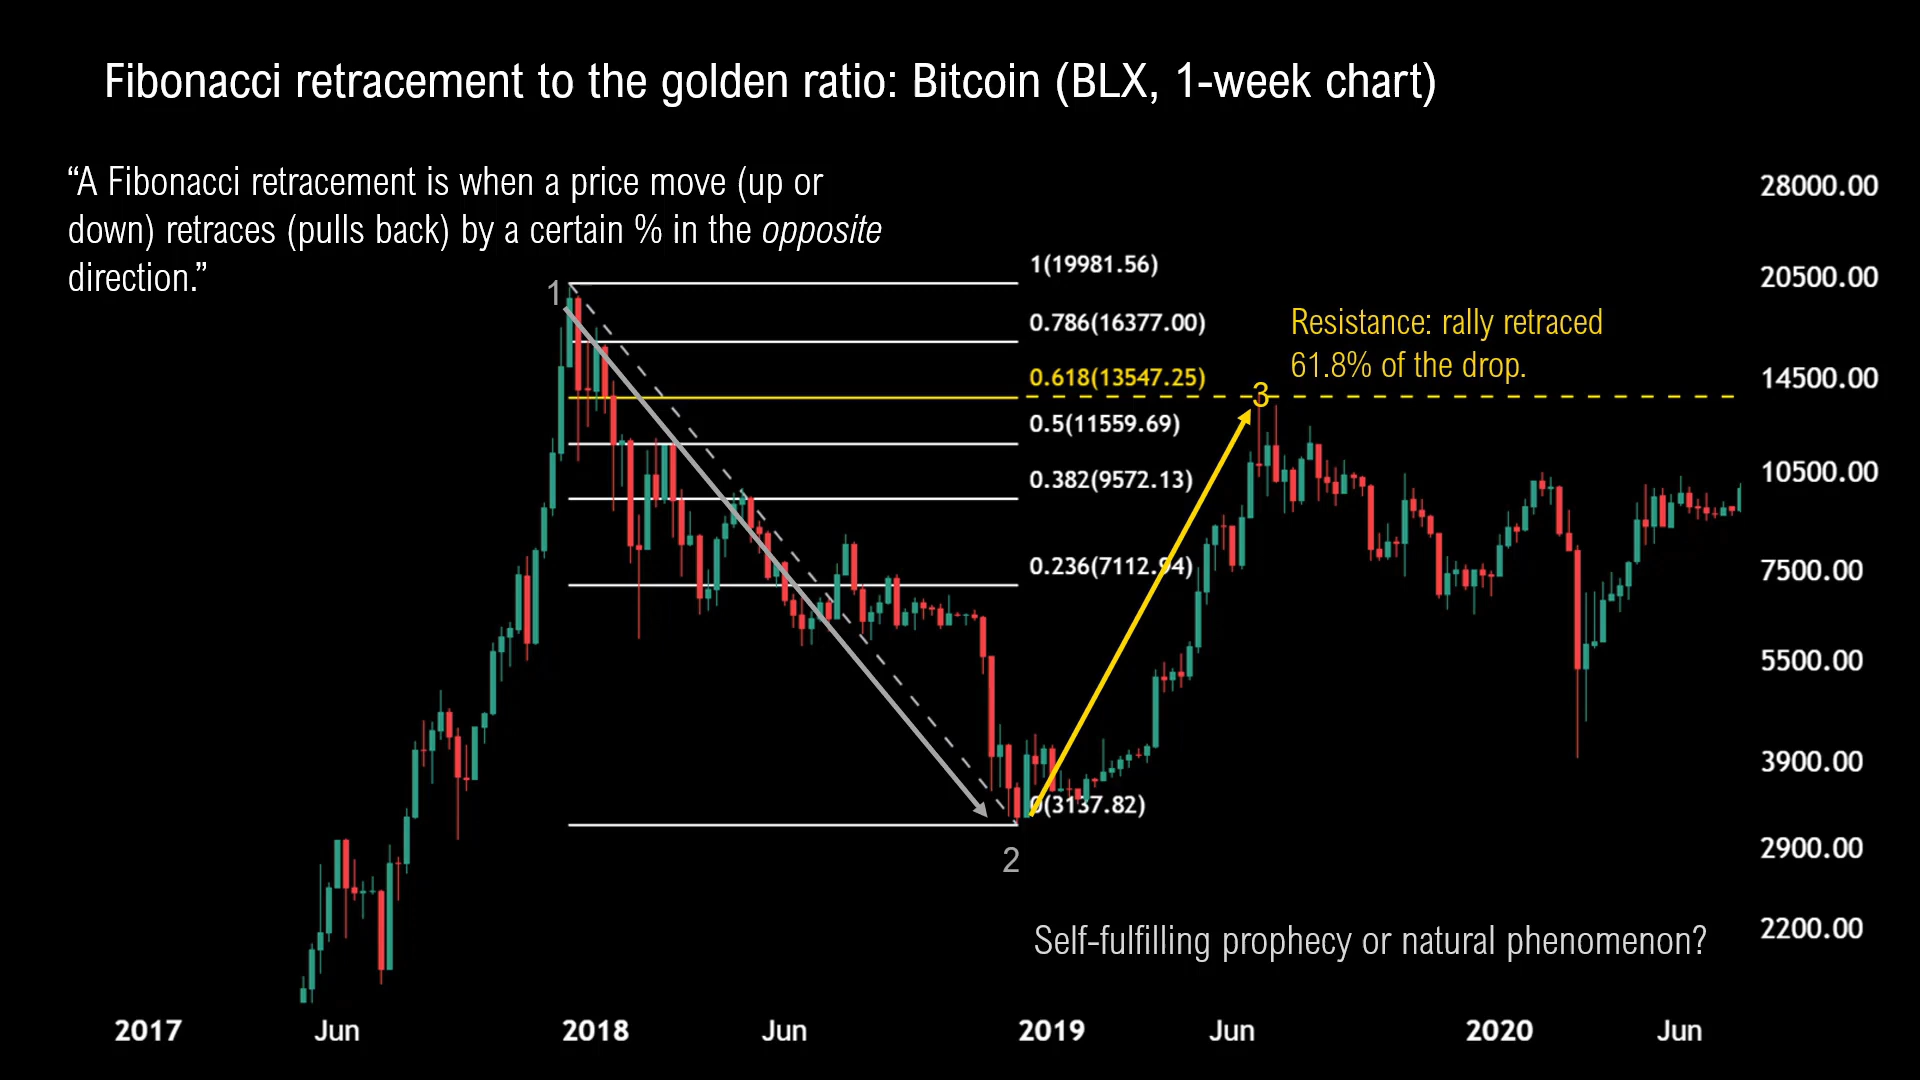 Fibonacci retracement to the golden ratio: Bitcoin (BLX, 1-week chart)
“A Fibonacci retracement is when a price move (up or
down) retraces (pulls back) by a certain % in the opposite
direction.”
1
1(19981.56)
0.786(16377.00)
0.618(13547.25)
0.5(11559.69)
0.382(9572.13)
0.236(7112.94)
0(3137.82)
2
3
Resistance: rally retraced
61.8% of the drop.
28000.00
20500.00
14500.00
10500.00
7500.00
5500.00
3900.00
2900.00
2200.00
Self-fulfilling prophecy or natural phenomenon?
2017
Jun
2018
Jun
2019
Jun
2020
Jun